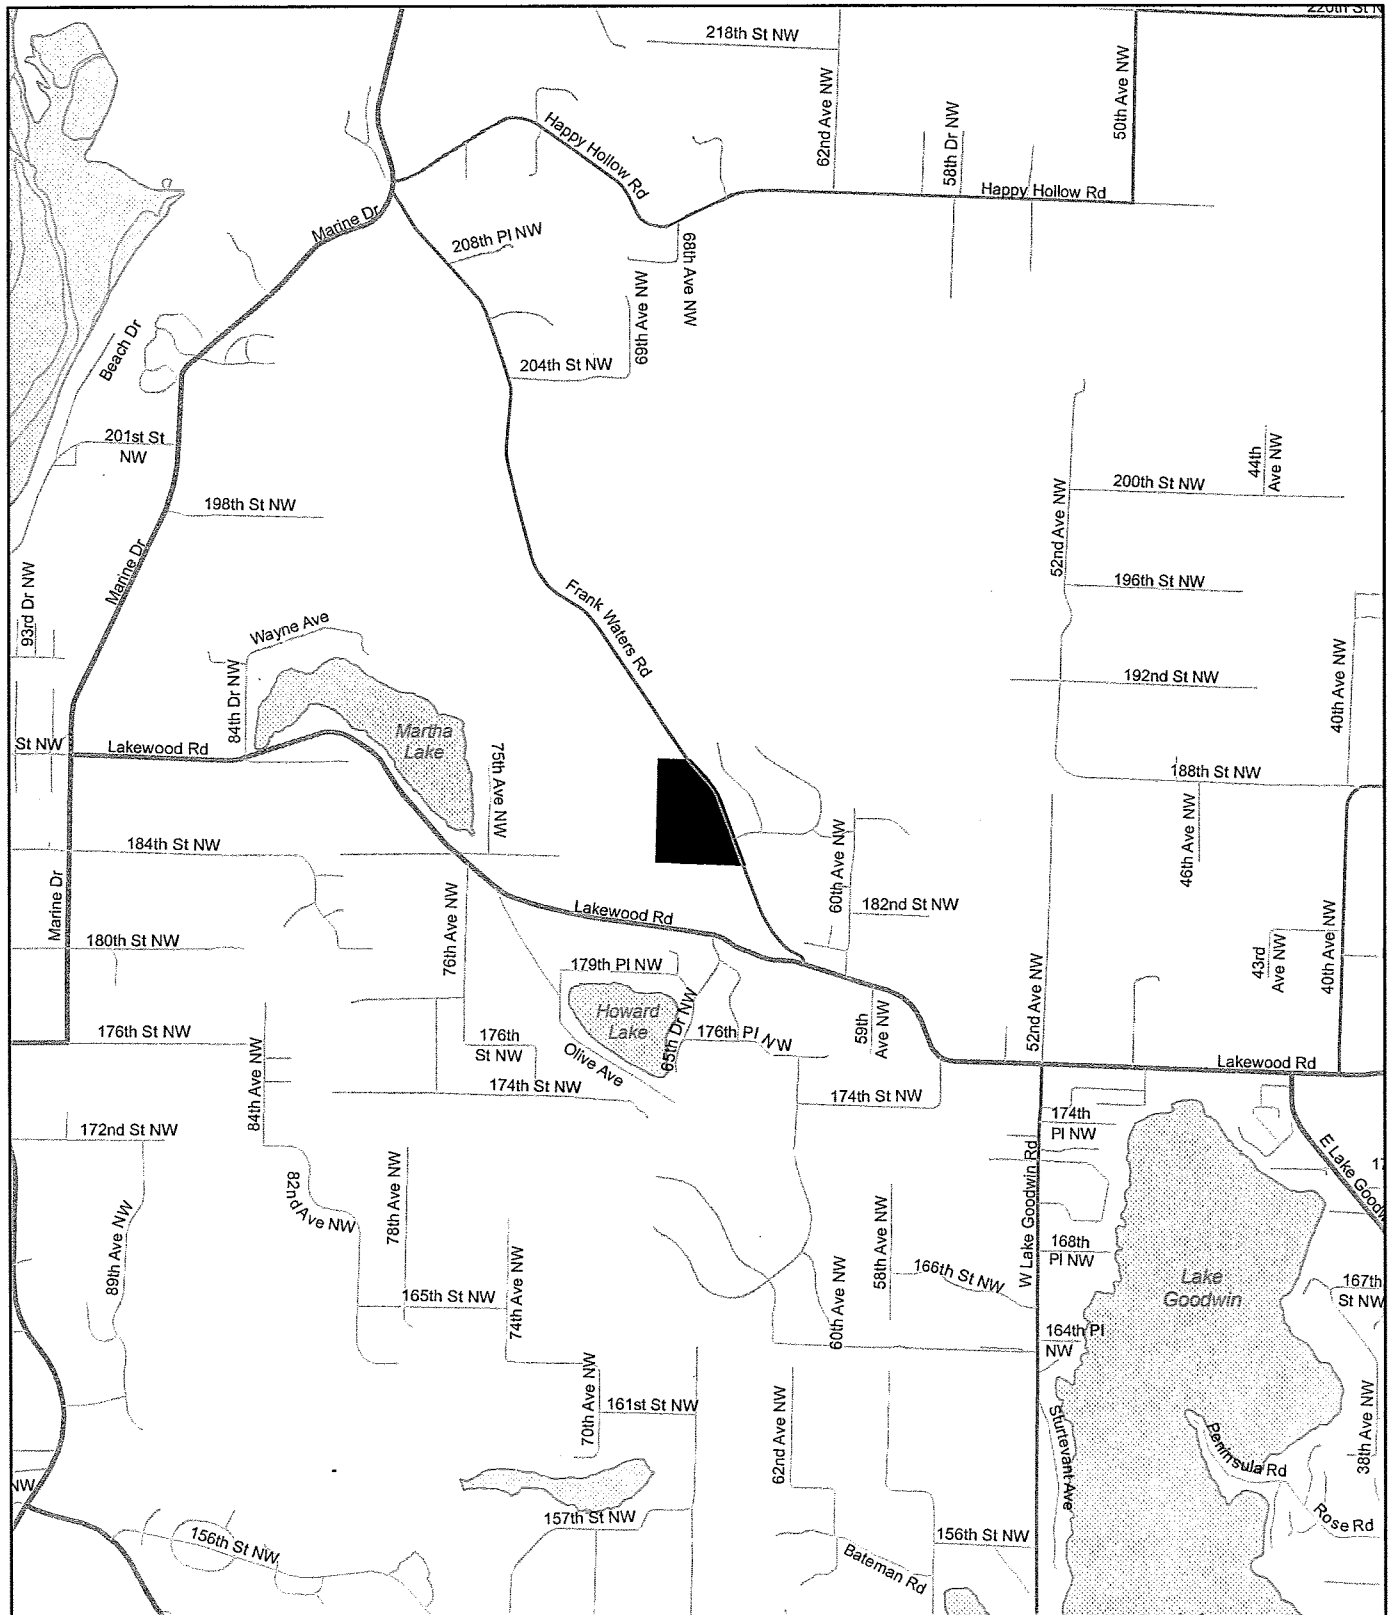 220th St N
218th St NW
62nd Ave NW
50th Ave NW
58th Dr NW
Happy Hollow Rd
Happy Hollow Rd
Marine Dr
208th Pl NW
68th Ave NW
69th Ave NW
Beach Dr
204th St NW
201st St
NW
44th
Ave NW
200th St NW
52nd Ave NW
198th St NW
Marine Dr
196th St NW
93rd Dr NW
Frank Waters Rd
Wayne Ave
84th Dr NW
192nd St NW
40th Ave NW
Martha
Lake
St NW
Lakewood Rd
75th Ave NW
188th St NW
46th Ave NW
184th St NW
60th Ave NW
Marine Dr
76th Ave NW
Lakewood Rd
182nd St NW
180th St NW
43rd
Ave NW
40th Ave NW
179th Pl NW
Howard
Lake
65th Dr NW
176th Pl NW
59th
Ave NW
52nd Ave NW
176th St NW
176th
St NW
Olive Ave
Lakewood Rd
84th Ave NW
174th St NW
174th St NW
174th
Pl NW
172nd St NW
E Lake Goodw
17
82nd Ave NW
78th Ave NW
89th Ave NW
W Lake Goodwin Rd
58th Ave NW
168th
Pl NW
166th St NW
Lake
Goodwin
167th
St NW
165th St NW
74th Ave NW
60th Ave NW
164th Pl
NW
70th Ave NW
161st St NW
62nd Ave NW
Sturtevant Ave
Peninsula Rd
38th Ave NW
NW
Rose Rd
157th St NW
156th St NW
156th St NW
Bateman Rd